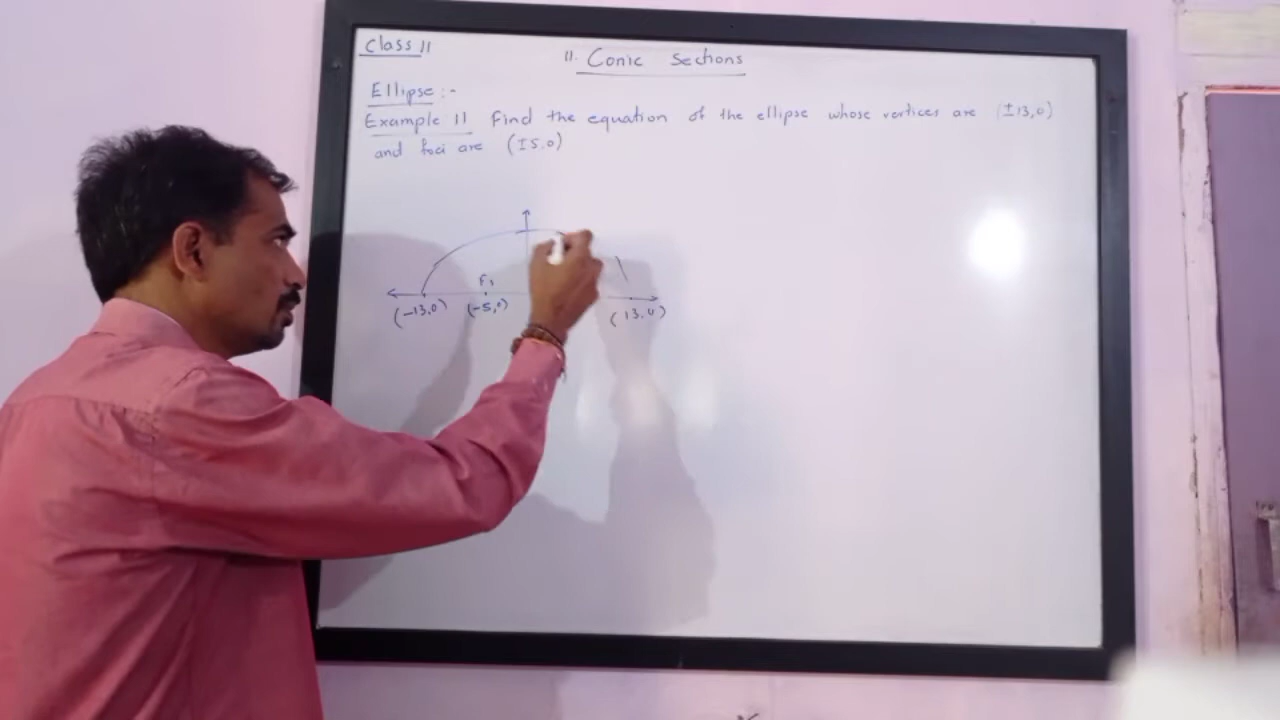 Class 11
11. Conic Sections
Ellipse :-
Example 11 Find the equation of the ellipse whose vertices are (±13,0)
and foci are (±5,0)
F₁
(-13,0) (-5,0) (13,0)